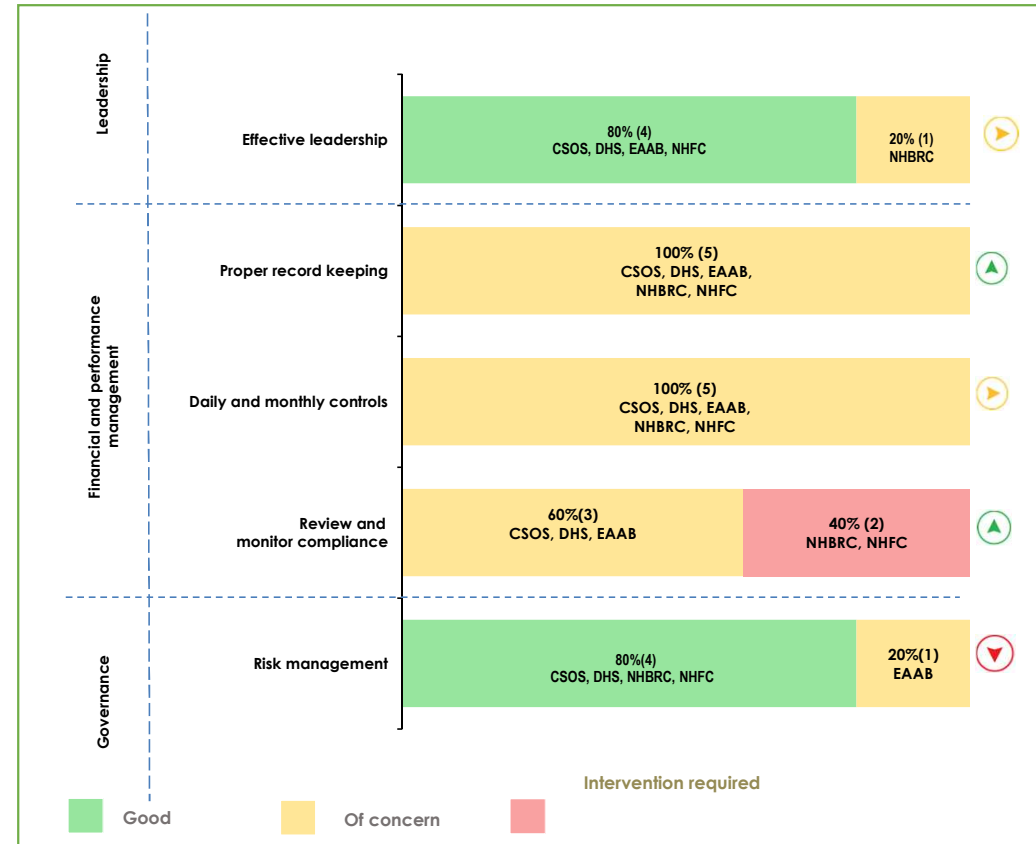 Leadership
Effective leadership
80% (4)
CSOS, DHS, EAAB, NHFC
20% (1)
NHBRC
Financial and performance
management
Proper record keeping
100% (5)
CSOS, DHS, EAAB,
NHBRC, NHFC
Daily and monthly controls
100% (5)
CSOS, DHS, EAAB,
NHBRC, NHFC
Review and
monitor compliance
60%(3)
CSOS, DHS, EAAB
40% (2)
NHBRC, NHFC
Governance
Risk management
80%(4)
CSOS, DHS, NHBRC, NHFC
20%(1)
EAAB
Intervention required
Good
Of concern